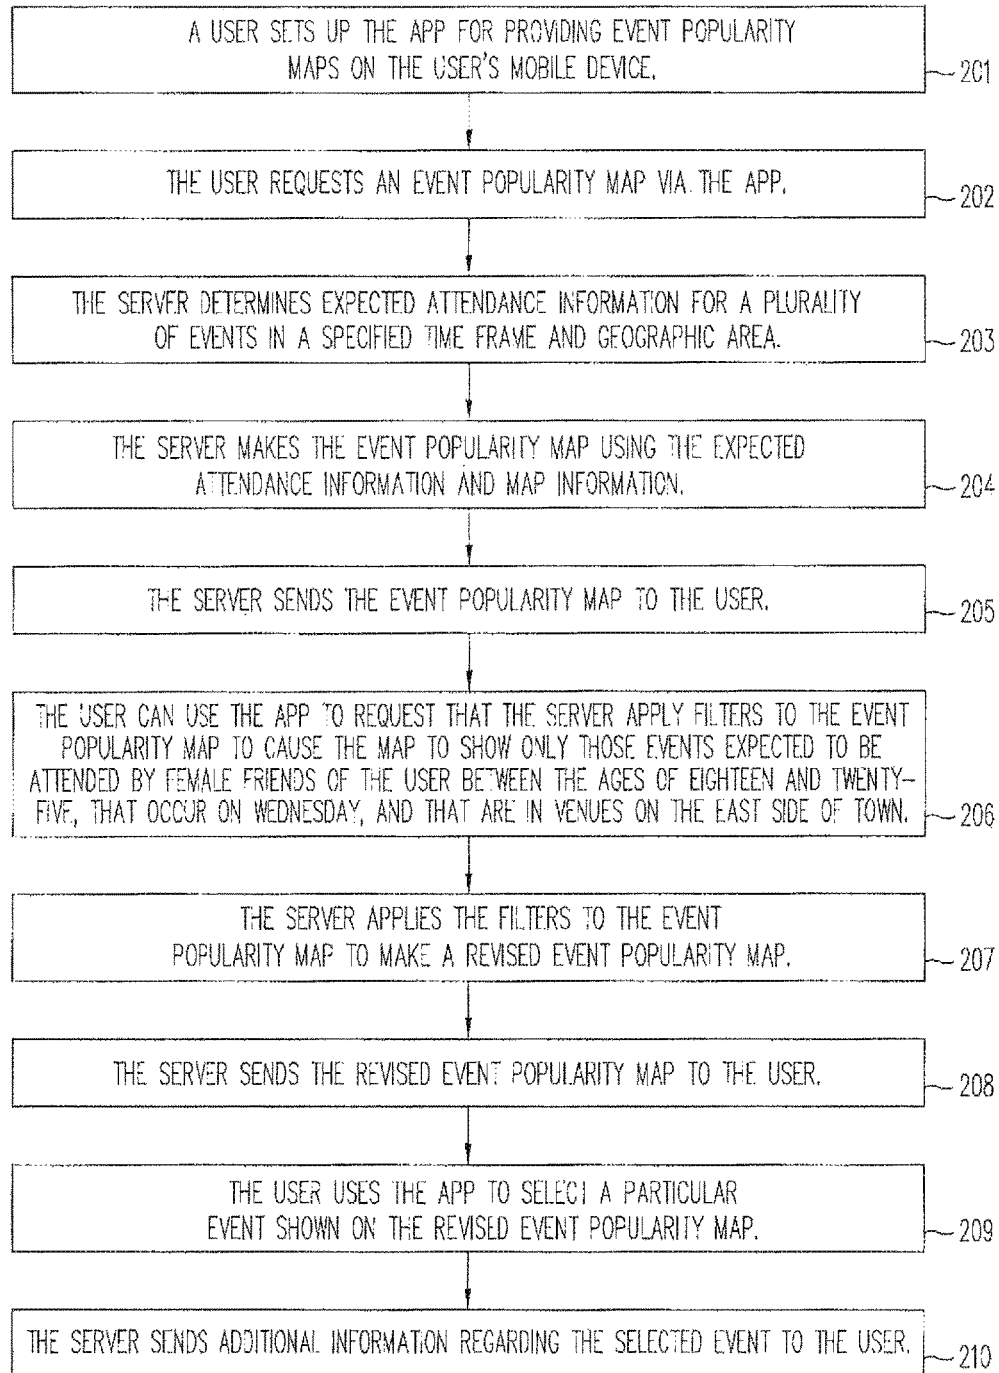 A USER SETS UP THE APP FOR PROVIDING EVENT POPULARITY
MAPS ON THE USER'S MOBILE DEVICE.
201
THE USER REQUESTS AN EVENT POPULARITY MAP VIA THE APP.
202
THE SERVER DETERMINES EXPECTED ATTENDANCE INFORMATION FOR A PLURALITY
OF EVENTS IN A SPECIFIED TIME FRAME AND GEOGRAPHIC AREA.
203
THE SERVER MAKES THE EVENT POPULARITY MAP USING THE EXPECTED
ATTENDANCE INFORMATION AND MAP INFORMATION.
204
THE SERVER SENDS THE EVENT POPULARITY MAP TO THE USER.
205
THE USER CAN USE THE APP TO REQUEST THAT THE SERVER APPLY FILTERS TO THE EVENT
POPULARITY MAP TO CAUSE THE MAP TO SHOW ONLY THOSE EVENTS EXPECTED TO BE
ATTENDED BY FEMALE FRIENDS OF THE USER BETWEEN THE AGES OF EIGHTEEN AND TWENTY-
FIVE, THAT OCCUR ON WEDNESDAY, AND THAT ARE IN VENUES ON THE EAST SIDE OF TOWN.
206
THE SERVER APPLIES THE FILTERS TO THE EVENT
POPULARITY MAP TO MAKE A REVISED EVENT POPULARITY MAP.
207
THE SERVER SENDS THE REVISED EVENT POPULARITY MAP TO THE USER.
208
THE USER USES THE APP TO SELECT A PARTICULAR
EVENT SHOWN ON THE REVISED EVENT POPULARITY MAP.
209
THE SERVER SENDS ADDITIONAL INFORMATION REGARDING THE SELECTED EVENT TO THE USER.
210